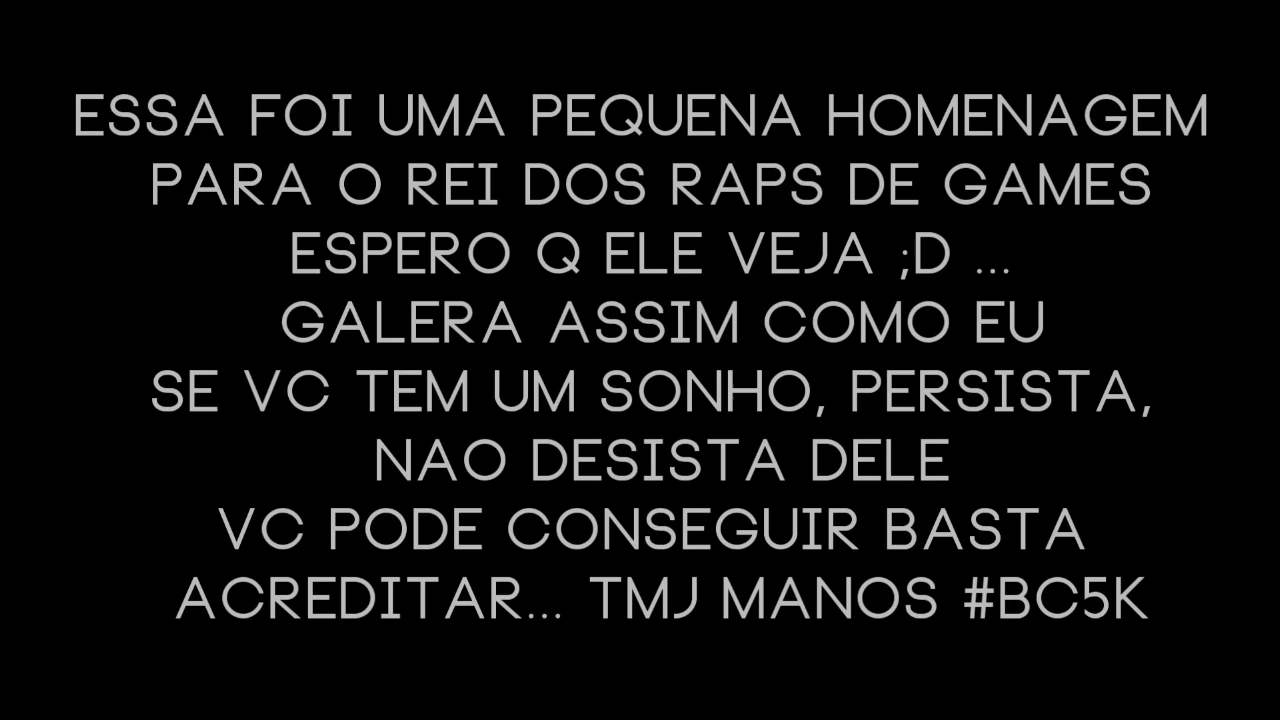 ESSA FOI UMA PEQUENA HOMENAGEM
PARA O REI DOS RAPS DE GAMES
ESPERO Q ELE VEJA ;D ...
GALERA ASSIM COMO EU
SE VC TEM UM SONHO, PERSISTA,
NAO DESISTA DELE
VC PODE CONSEGUIR BASTA
ACREDITAR... TMJ MANOS #BC5K